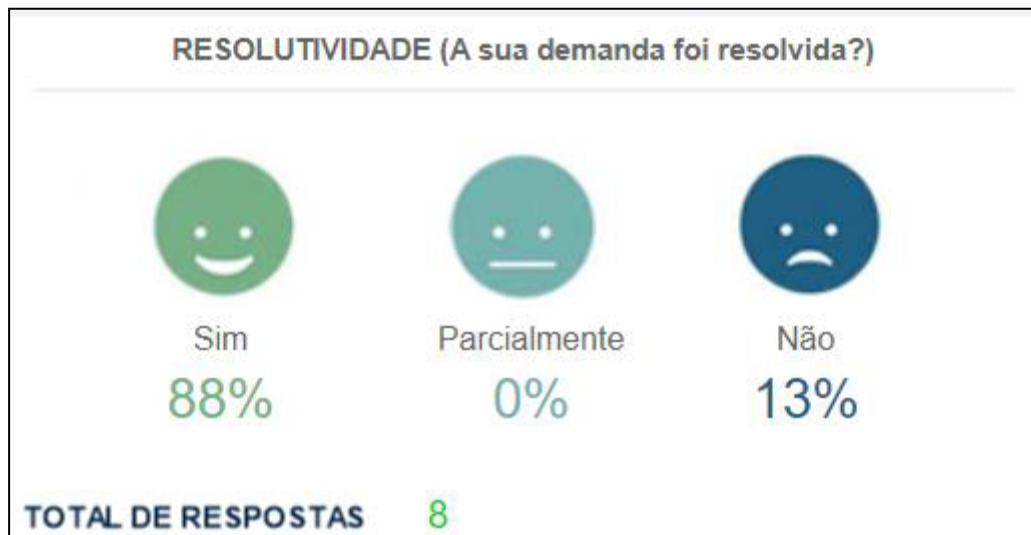 RESOLUTIVIDADE (A sua demanda foi resolvida?)
Sim Parcialmente Não
88% 0% 13%
TOTAL DE RESPOSTAS 8